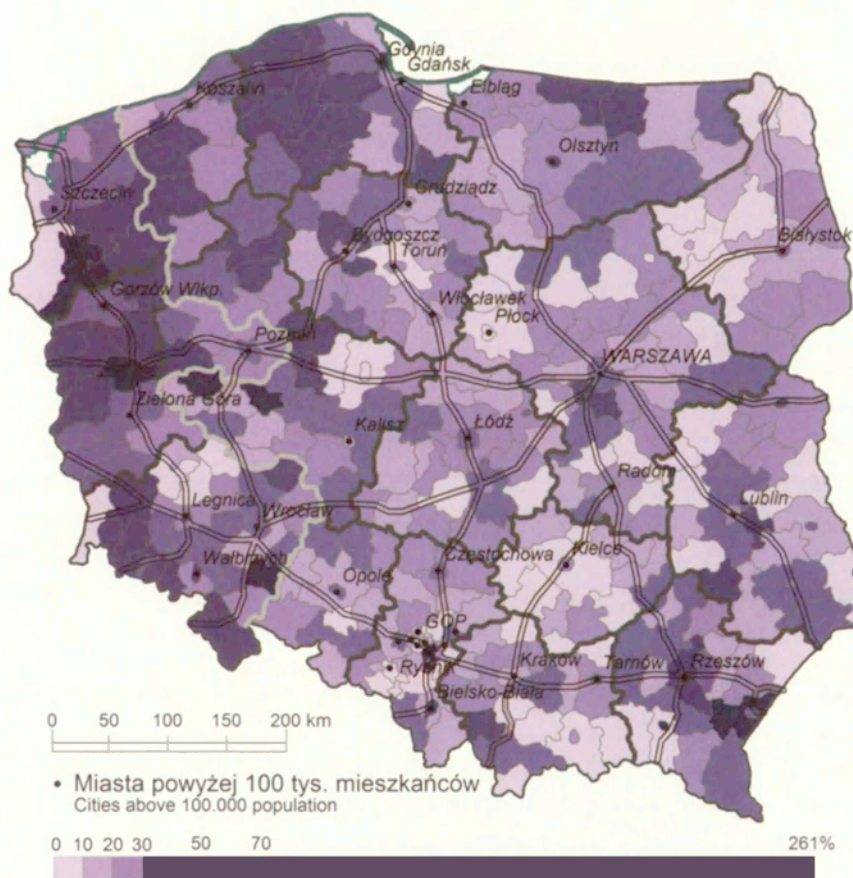 Gdynia
Gdańsk
Koszalin
Elbląg
Olsztyn
Szczecin
Grudziądz
Bydgoszcz
Toruń
Białystok
Gorzów Wlkp.
Włocławek
Płock
Poznań
WARSZAWA
Zielona Góra
Kalisz
Łódź
Radom
Legnica
Wrocław
Lublin
Wałbrzych
Częstochowa
Kielce
Opole
GOP
Rybnik
Kraków
Tarnów
Rzeszów
Bielsko-Biała
0 50 100 120 200 km
• Miasta powyżej 100 tys. mieszkańców
Cities above 100.000 population
0 10 20 30 50 70 261%